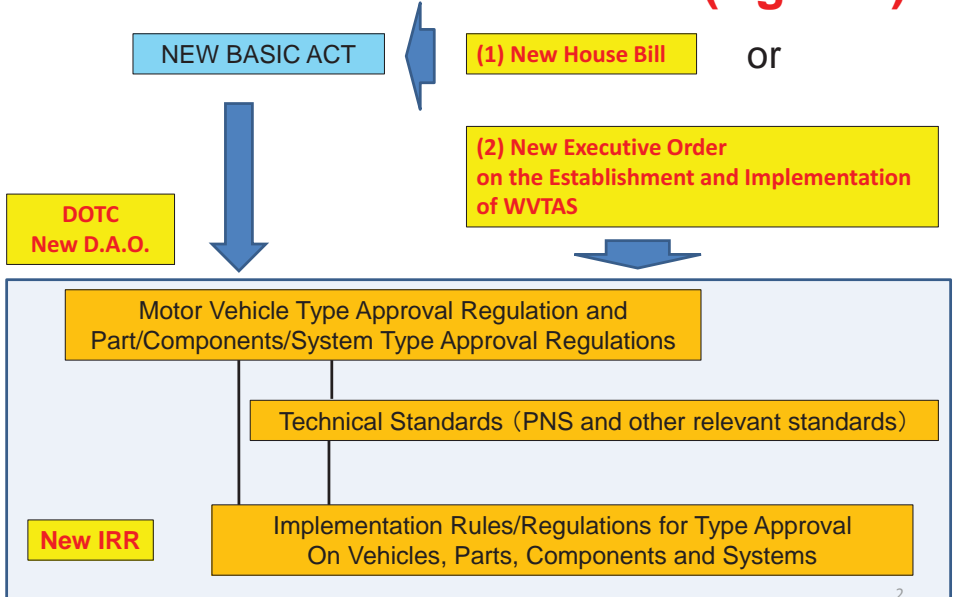 NEW BASIC ACT
(1) New House Bill
or
(2) New Executive Order
on the Establishment and Implementation
of WVTAS
DOTC
New D.A.O.
Motor Vehicle Type Approval Regulation and
Part/Components/System Type Approval Regulations
Technical Standards（PNS and other relevant standards）
New IRR
Implementation Rules/Regulations for Type Approval
On Vehicles, Parts, Components and Systems
2